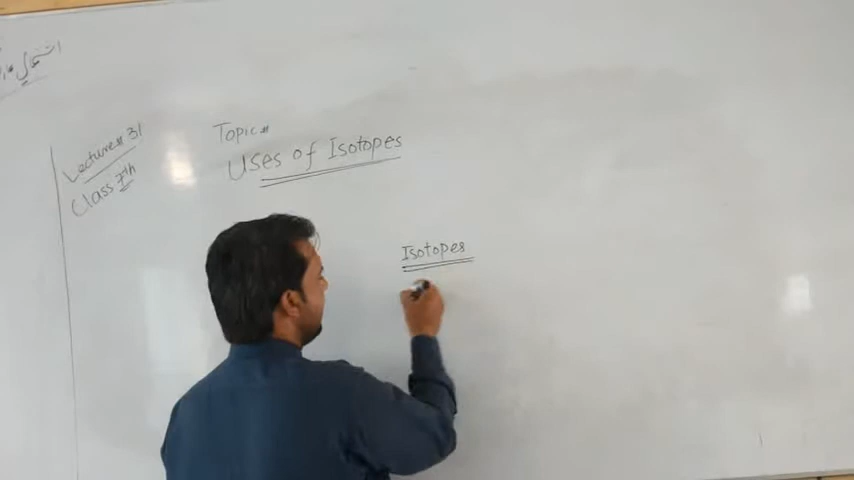 Lecture# 31
Class 7th
Topic#
Uses of Isotopes
Isotopes